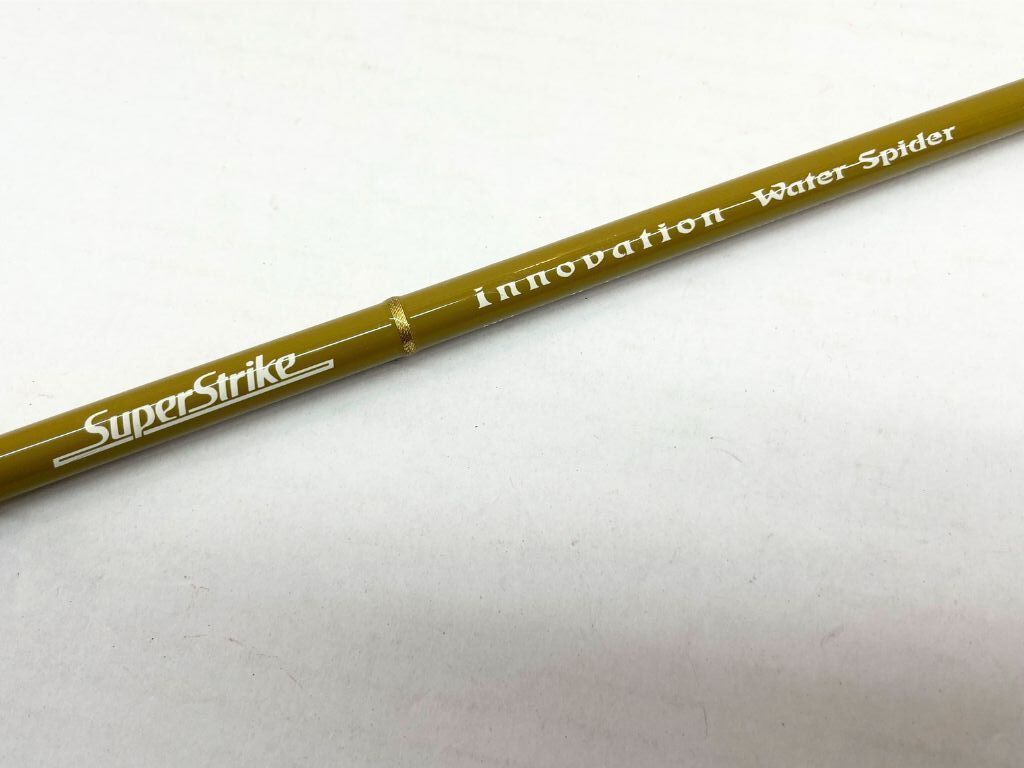 SuperStrike
innovation Water Spider